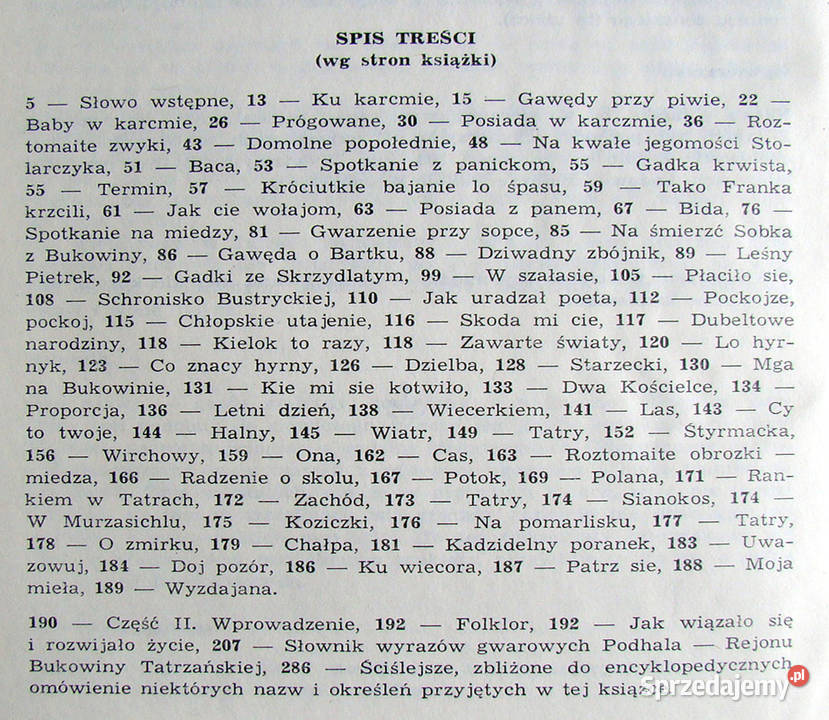 SPIS TREŚCI
(wg stron książki)
5 — Słowo wstępne, 13 — Ku karcmie, 15 — Gawędy przy piwie, 22 —
Baby w karcmie, 26 — Prógowane, 30 — Posiada w karczmie, 36 — Roz-
tomaite zwyki, 43 — Domolne popołednie, 48 — Na kwałe jegomości Sto-
larczyka, 51 — Baca, 53 — Spotkanie z panickom, 55 — Gadka krwista,
55 — Termin, 57 — Króciutkie bajanie lo śpasu, 59 — Tako Franka
krzcili, 61 — Jak cie wołajom, 63 — Posiada z panem, 67 — Bida, 76 —
Spotkanie na miedzy, 81 — Gwarzenie przy sopce, 85 — Na śmierzć Sobka
z Bukowiny, 86 — Gawęda o Bartku, 88 — Dziwadny zbójnik, 89 — Leśny
Pietrek, 92 — Gadki ze Skrzydlatym, 99 — W szałasie, 105 — Płaciło sie,
108 — Schronisko Bustryckiej, 110 — Jak uradzał poeta, 112 — Pockojze,
pockoj, 115 — Chłopskie utajenie, 116 — Skoda mi cie, 117 — Dubeltowe
narodziny, 118 — Kielok to razy, 118 — Zawarte światy, 120 — Lo hyr-
nyk, 123 — Co znacy hyrny, 126 — Dzielba, 128 — Starzecki, 130 — Mga
na Bukowinie, 131 — Kie mi sie kotwiło, 133 — Dwa Kościelce, 134 —
Proporcja, 136 — Letni dzień, 138 — Wiecerkiem, 141 — Las, 143 — Cy
to twoje, 144 — Halny, 145 — Wiatr, 149 — Tatry, 152 — Śtyrmacka,
156 — Wirchowy, 159 — Ona, 162 — Cas, 163 — Roztomaite obrozki —
miedza, 166 — Radzenie o skolu, 167 — Potok, 169 — Polana, 171 — Ran-
kiem w Tatrach, 172 — Zachód, 173 — Tatry, 174 — Sianokos, 174 —
W Murzasichlu, 175 — Koziczki, 176 — Na pomarlisku, 177 — Tatry,
178 — O zmirku, 179 — Chałpa, 181 — Kadzidelny poranek, 183 — Uwa-
zowuj, 184 — Doj pozór, 186 — Ku wiecora, 187 — Patrz sie, 188 — Moja
mieła, 189 — Wyzdajana.
190 — Część II. Wprowadzenie, 192 — Folklor, 192 — Jak wiązało się
i rozwijało życie, 207 — Słownik wyrazów gwarowych Podhala — Rejonu
Bukowiny Tatrzańskiej, 286 — Ściślejsze, zbliżone do encyklopedycznych
omówienie niektórych nazw i określeń przyjętych w tej książce
Sprzedajemy.pl